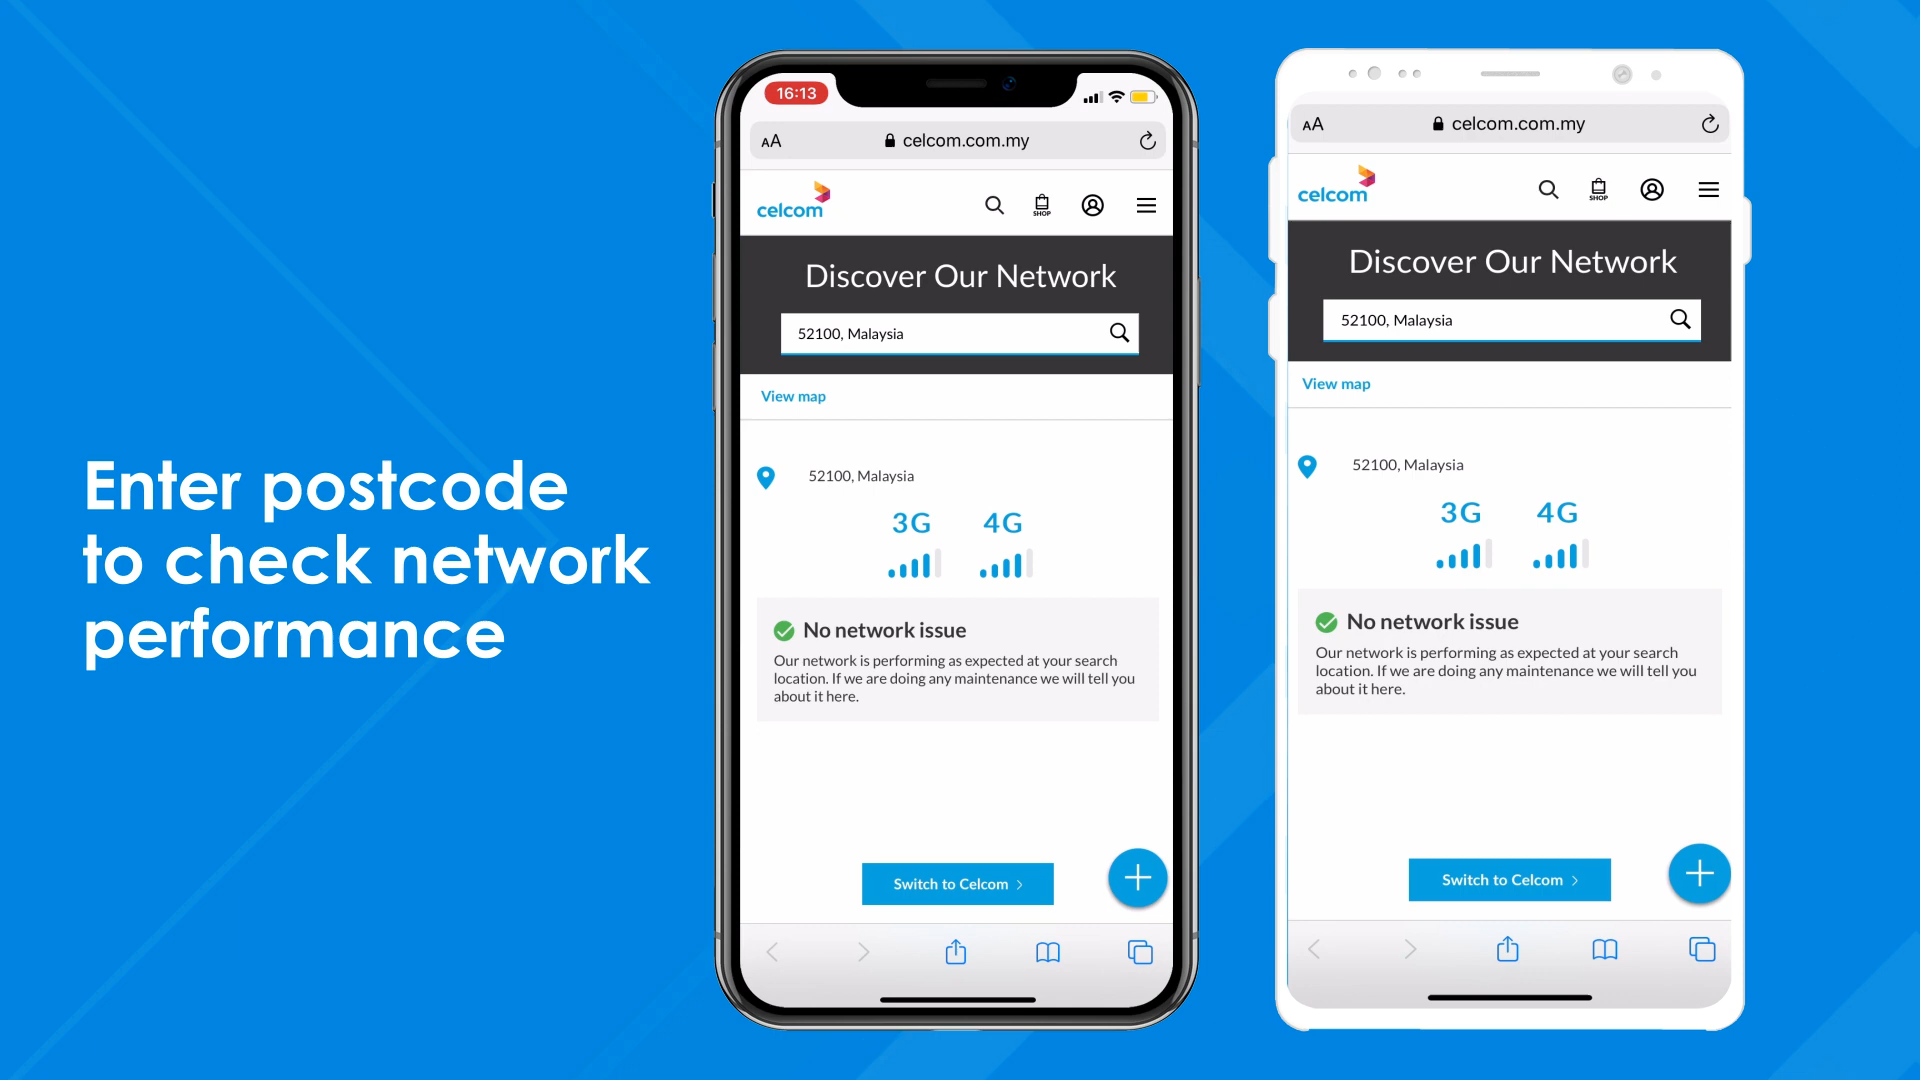 Enter postcode
to check network
performance
16:13
AA
celcom.com.my
celcom
SHOP
Discover Our Network
52100, Malaysia
View map
52100, Malaysia
3G 4G
No network issue
Our network is performing as expected at your search
location. If we are doing any maintenance we will tell you
about it here.
Switch to Celcom
AA
celcom.com.my
celcom
SHOP
Discover Our Network
52100, Malaysia
View map
52100, Malaysia
3G 4G
No network issue
Our network is performing as expected at your search
location. If we are doing any maintenance we will tell you
about it here.
Switch to Celcom